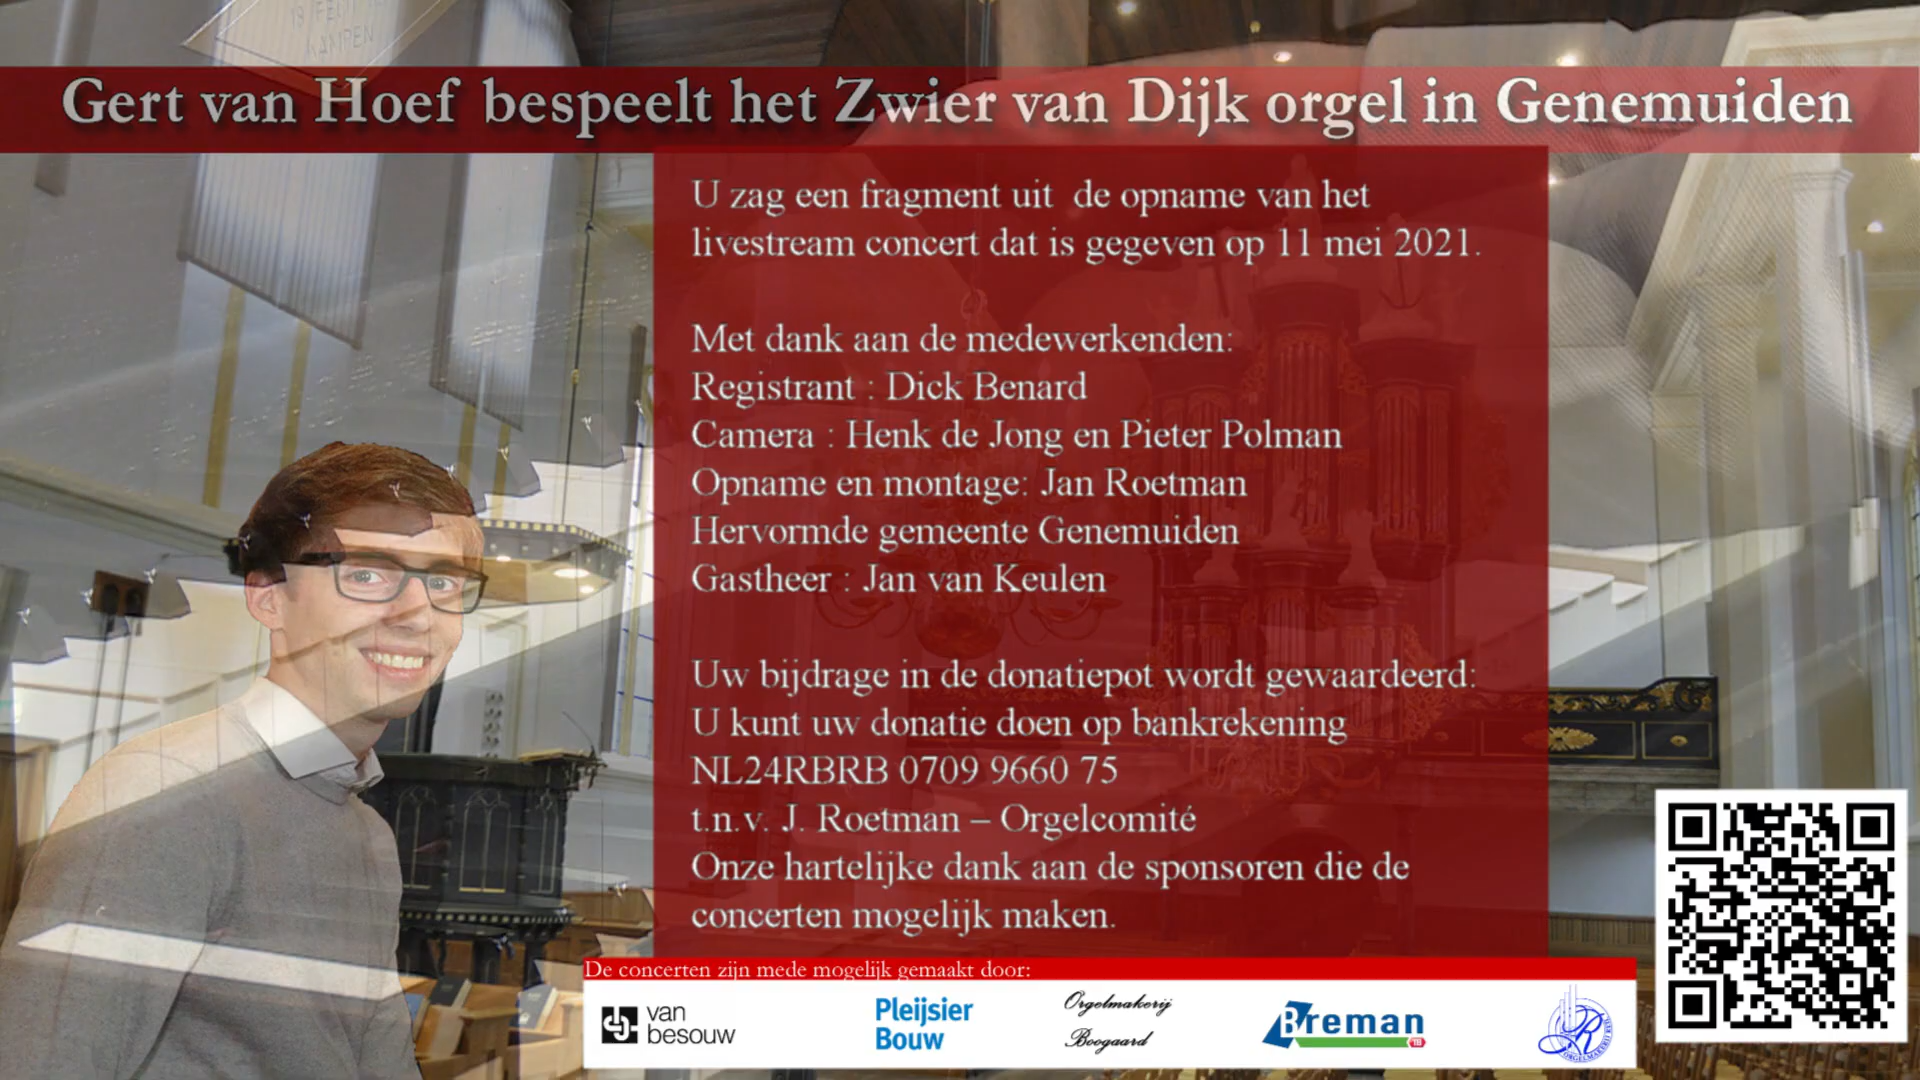 19 FEBR
KAMPEN
Gert van Hoef bespeelt het Zwier van Dijk orgel in Genemuiden
U zag een fragment uit de opname van het
livestream concert dat is gegeven op 11 mei 2021.
Met dank aan de medewerkenden:
Registrant : Dick Benard
Camera : Henk de Jong en Pieter Polman
Opname en montage: Jan Roetman
Hervormde gemeente Genemuiden
Gastheer : Jan van Keulen
Uw bijdrage in de donatiepot wordt gewaardeerd:
U kunt uw donatie doen op bankrekening
NL24RBRB 0709 9660 75
t.n.v. J. Roetman – Orgelcomité
Onze hartelijke dank aan de sponsoren die de
concerten mogelijk maken.
De concerten zijn mede mogelijk gemaakt door:
van
besouw
Pleijsier
Bouw
Orgelmakerij
Boogaard
Breman